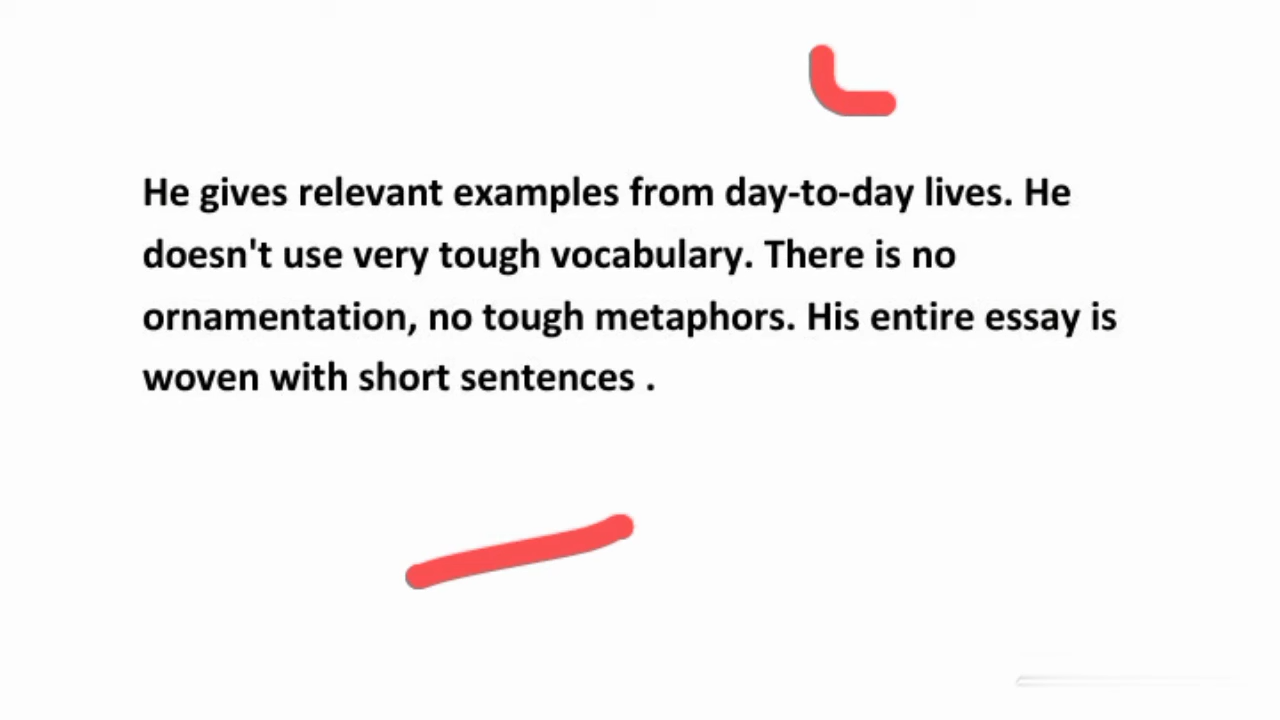 He gives relevant examples from day-to-day lives. He
doesn't use very tough vocabulary. There is no
ornamentation, no tough metaphors. His entire essay is
woven with short sentences .